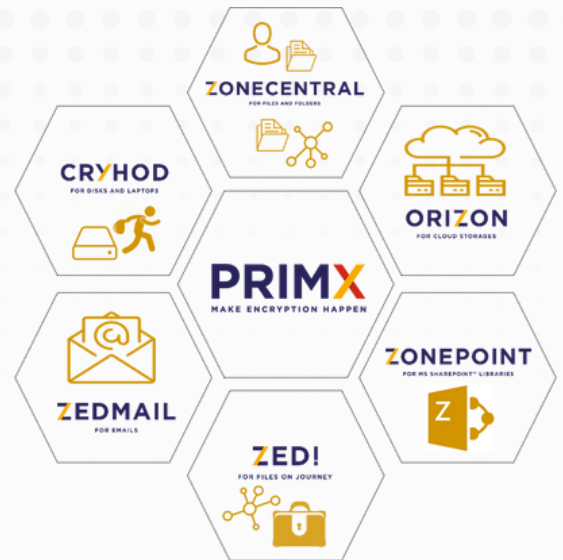 ZONECENTRAL
FOR FILES AND FOLDERS
CRYHOD
FOR DISKS AND LAPTOPS
ORIZON
FOR CLOUD STORAGES
PRIMX
MAKE ENCRYPTION HAPPEN
@
ZEDMAIL
FOR EMAILS
ZONEPOINT
FOR MS SHAREPOINT™ LIBRARIES
Z
ZED!
FOR FILES ON JOURNEY